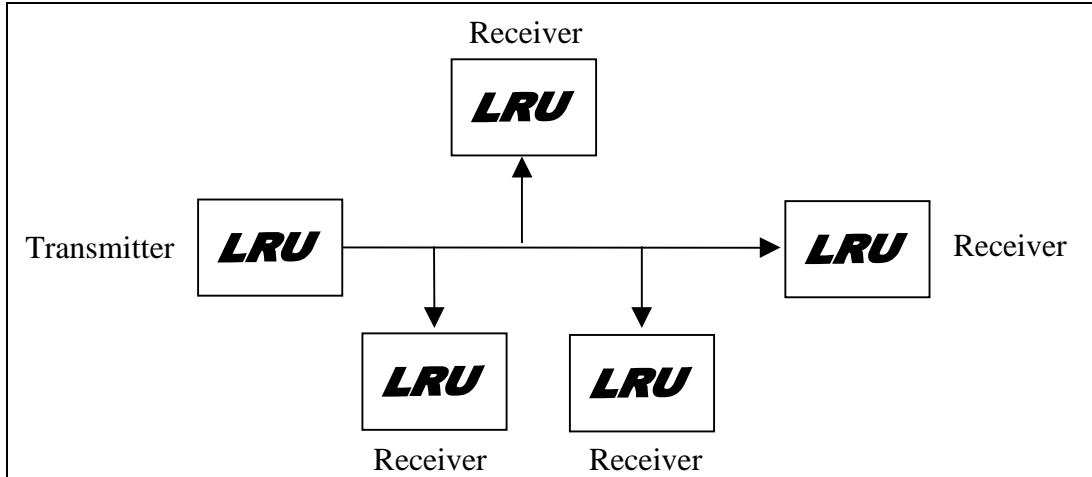 Receiver
LRU
Transmitter
LRU
LRU
Receiver
LRU
LRU
Receiver
Receiver